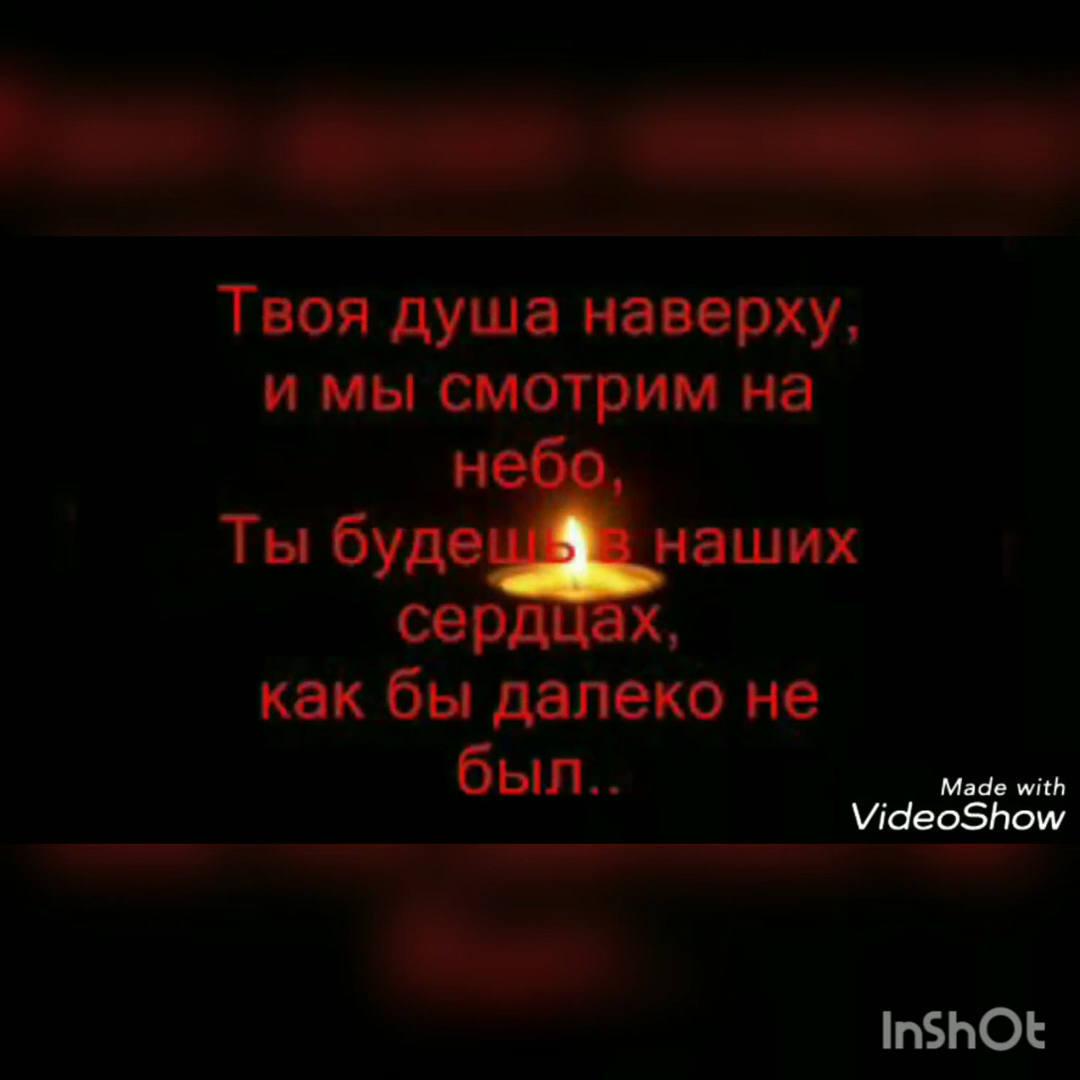 Твоя душа наверху,
и мы смотрим на
небо,
Ты будешь в наших
сердцах,
как бы далеко не
был..
Made with
VideoShow
InShOt